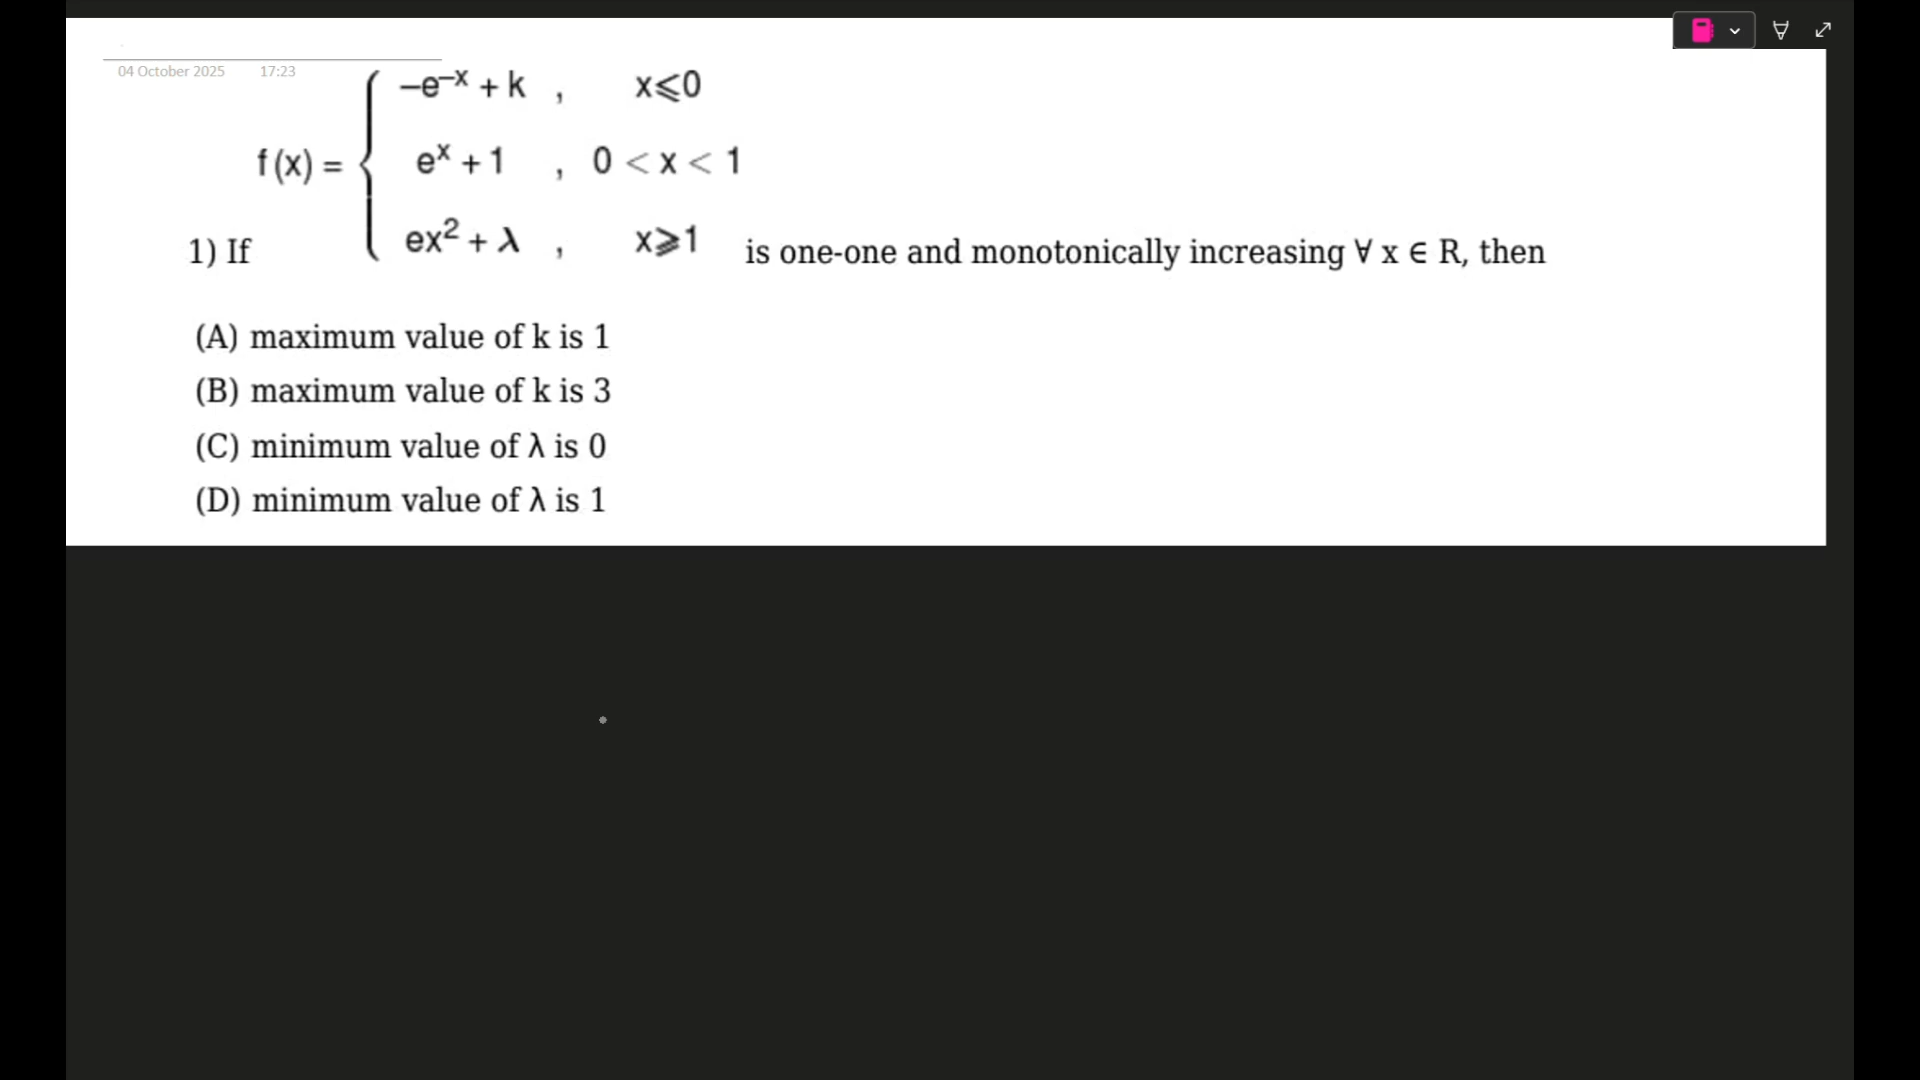 04 October 2025 17:23
−e⁻ˣ + k , x⩽0
f (x) = eˣ + 1 , 0 < x < 1
ex² + λ , x⩾1
1) If is one-one and monotonically increasing ∀ x ∈ R, then
(A) maximum value of k is 1
(B) maximum value of k is 3
(C) minimum value of λ is 0
(D) minimum value of λ is 1